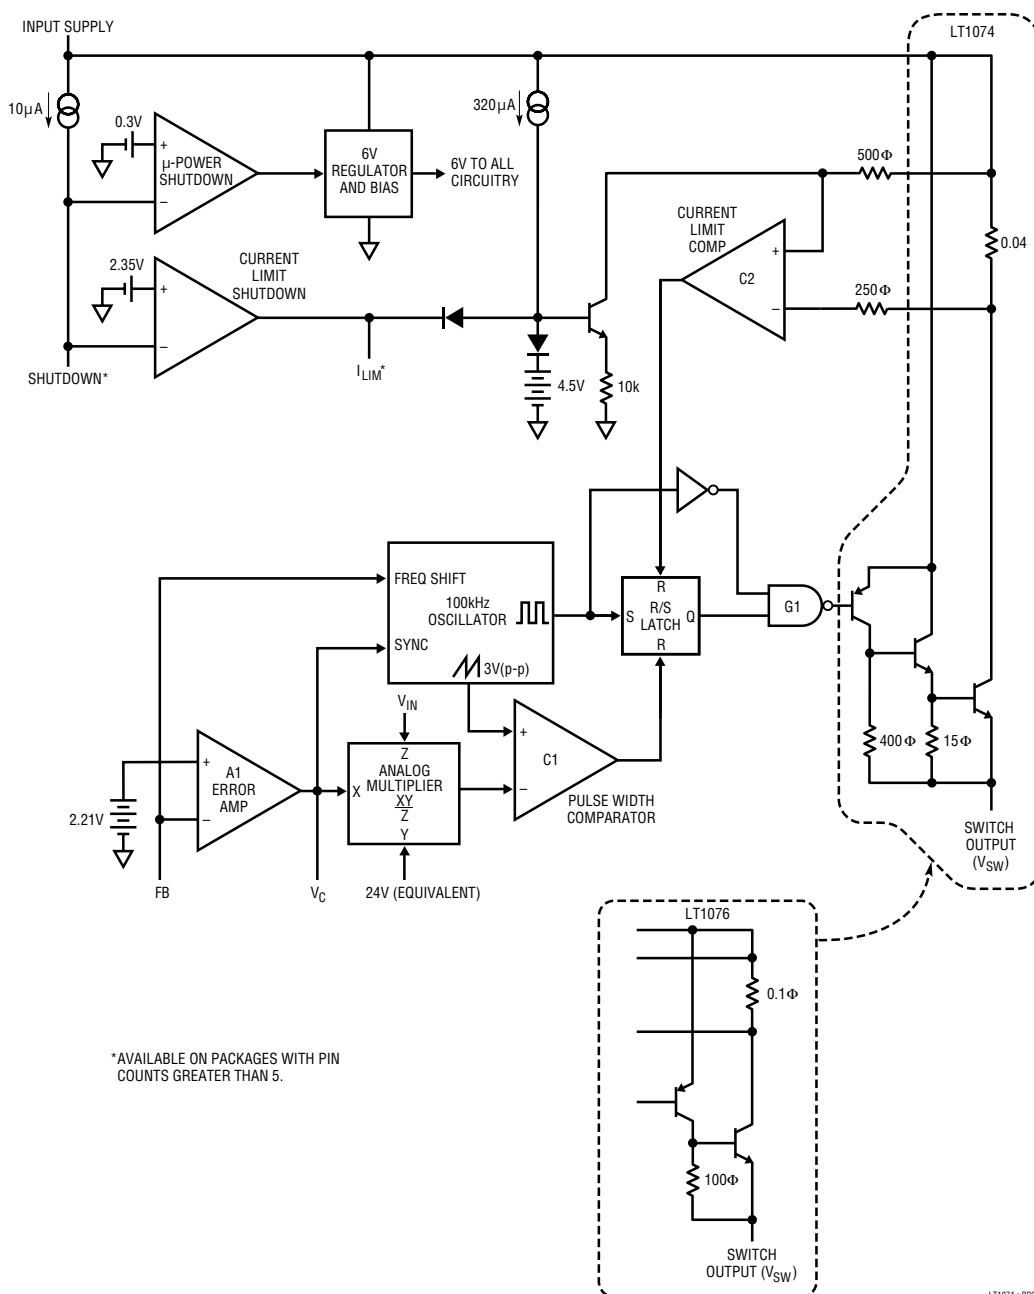 INPUT SUPPLY
LT1074
10µA
320µA
0.3V
+
µ-POWER
SHUTDOWN
−
6V
REGULATOR
AND BIAS
6V TO ALL
CIRCUITRY
500Φ
CURRENT
LIMIT
COMP
0.04
2.35V
+
CURRENT
LIMIT
SHUTDOWN
−
+
C2
−
250Φ
SHUTDOWN*
I_LIM*
4.5V
10k
FREQ SHIFT
100kHz
OSCILLATOR
SYNC
3V(p-p)
R
S
R/S
LATCH
Q
R
G1
V_IN
Z
ANALOG
MULTIPLIER
XY
Z
X
Y
+
A1
ERROR
AMP
−
2.21V
+
C1
−
PULSE WIDTH
COMPARATOR
400Φ
15Φ
SWITCH
OUTPUT
(V_SW)
FB
V_C
24V (EQUIVALENT)
LT1076
0.1Φ
100Φ
SWITCH
OUTPUT (V_SW)
*AVAILABLE ON PACKAGES WITH PIN
COUNTS GREATER THAN 5.